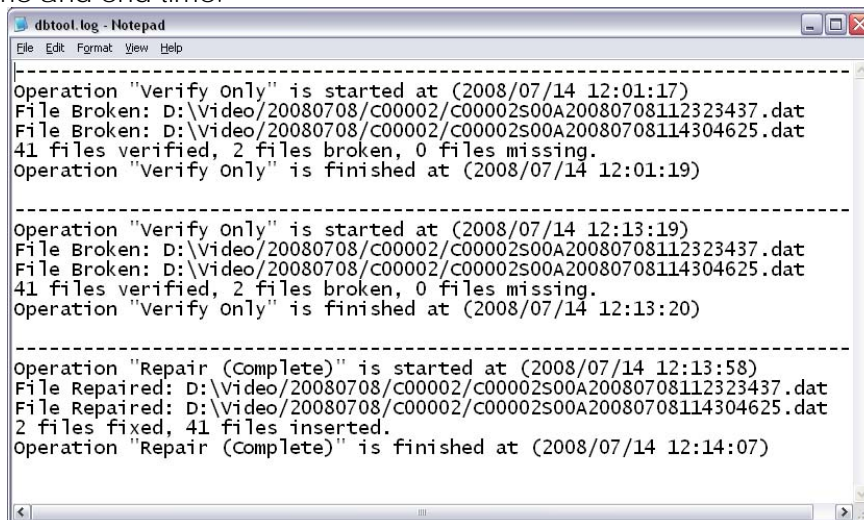 and end time.
dbtool.log - Notepad
File Edit Format View Help
--------------------------------------------------------------------------
Operation "Verify Only" is started at (2008/07/14 12:01:17)
File Broken: D:\Video/20080708/C00002/C00002S00A20080708112323437.dat
File Broken: D:\Video/20080708/C00002/C00002S00A20080708114304625.dat
41 files verified, 2 files broken, 0 files missing.
Operation "Verify Only" is finished at (2008/07/14 12:01:19)
--------------------------------------------------------------------------
Operation "Verify Only" is started at (2008/07/14 12:13:19)
File Broken: D:\Video/20080708/C00002/C00002S00A20080708112323437.dat
File Broken: D:\Video/20080708/C00002/C00002S00A20080708114304625.dat
41 files verified, 2 files broken, 0 files missing.
Operation "Verify Only" is finished at (2008/07/14 12:13:20)
--------------------------------------------------------------------------
Operation "Repair (Complete)" is started at (2008/07/14 12:13:58)
File Repaired: D:\Video/20080708/C00002/C00002S00A20080708112323437.dat
File Repaired: D:\Video/20080708/C00002/C00002S00A20080708114304625.dat
2 files fixed, 41 files inserted.
Operation "Repair (Complete)" is finished at (2008/07/14 12:14:07)